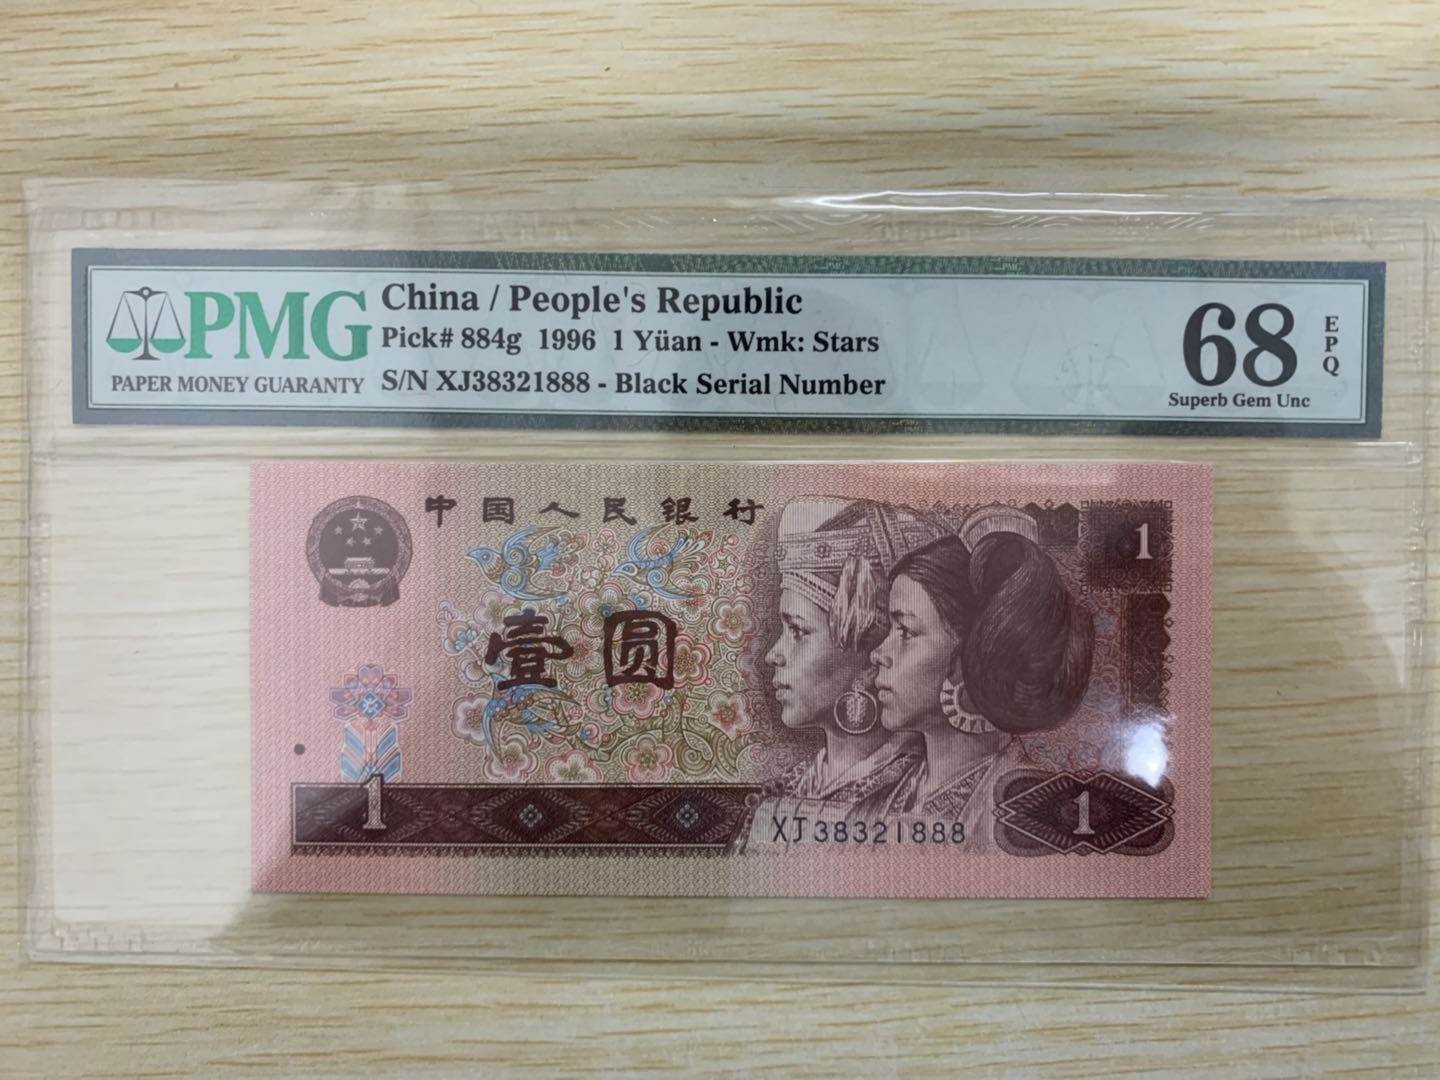 PMG
PAPER MONEY GUARANTY
China / People's Republic
Pick# 884g 1996 1 Yüan - Wmk: Stars
S/N XJ38321888 - Black Serial Number
68
EPQ
Superb Gem Unc
中国人民银行
1
壹圆
1
XJ38321888
1